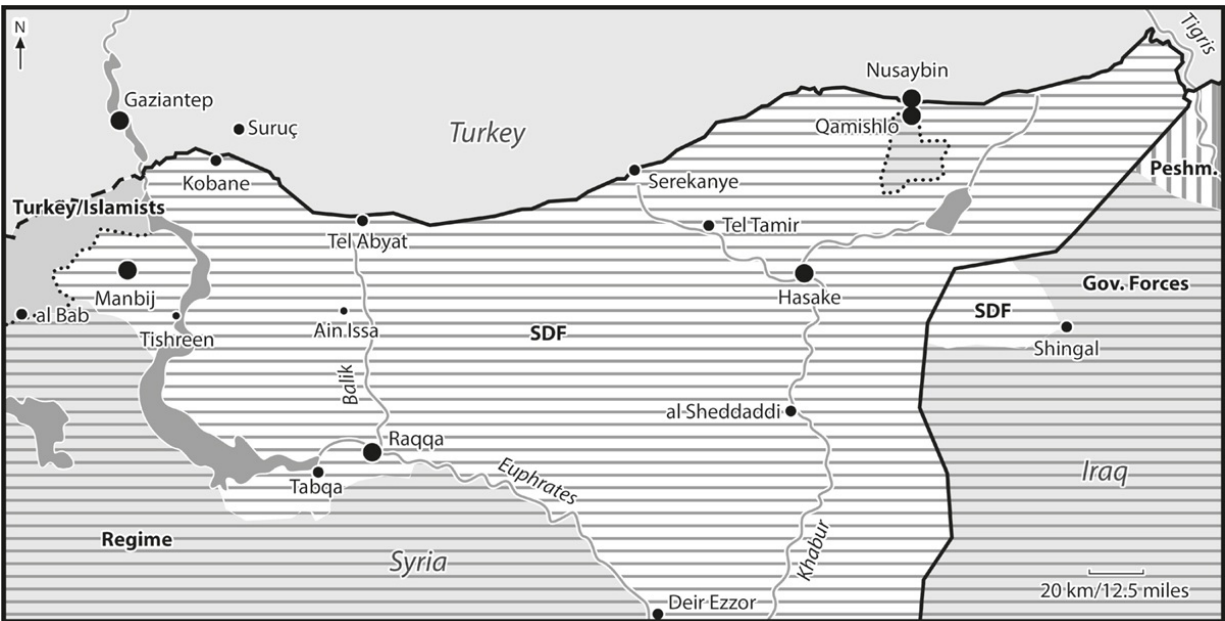 N
Tigris
Nusaybin
Gaziantep
Suruç
Turkey
Qamishlo
Kobane
Serekanye
Peshm.
Turkey/Islamists
Tel Abyat
Tel Tamir
Manbij
Hasake
Gov. Forces
al Bab
Tishreen
Ain Issa
SDF
SDF
Shingal
Balik
al Sheddaddi
Raqqa
Euphrates
Iraq
Tabqa
Regime
Syria
Khabur
20 km/12.5 miles
Deir Ezzor